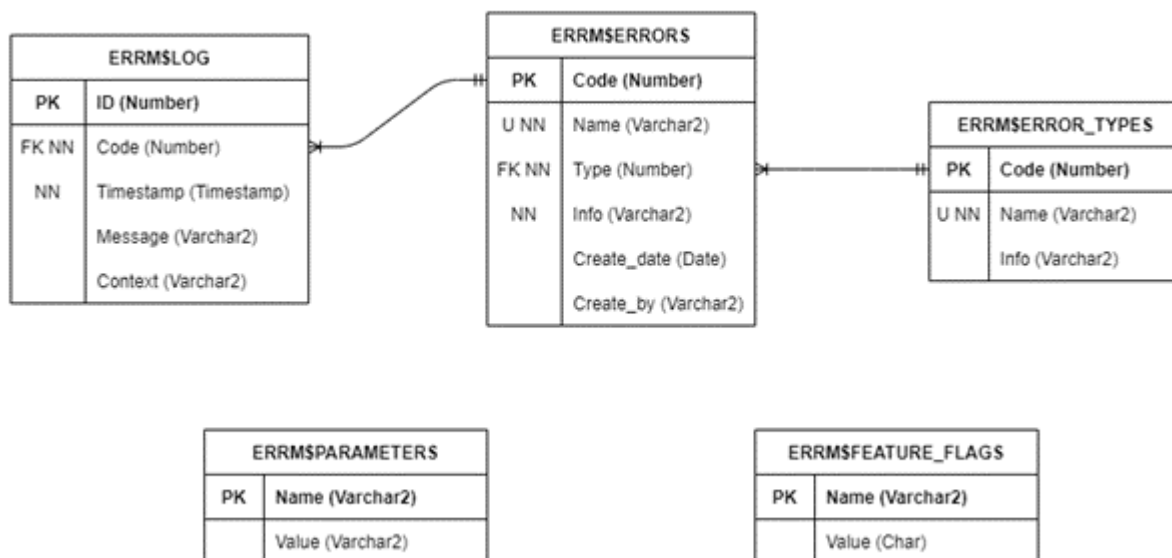 ERRM$LOG
PK ID (Number)
FK NN Code (Number)
NN Timestamp (Timestamp)
Message (Varchar2)
Context (Varchar2)
ERRM$ERRORS
PK Code (Number)
U NN Name (Varchar2)
FK NN Type (Number)
NN Info (Varchar2)
Create_date (Date)
Create_by (Varchar2)
ERRM$ERROR_TYPES
PK Code (Number)
U NN Name (Varchar2)
Info (Varchar2)
ERRM$PARAMETERS
PK Name (Varchar2)
Value (Varchar2)
ERRM$FEATURE_FLAGS
PK Name (Varchar2)
Value (Char)